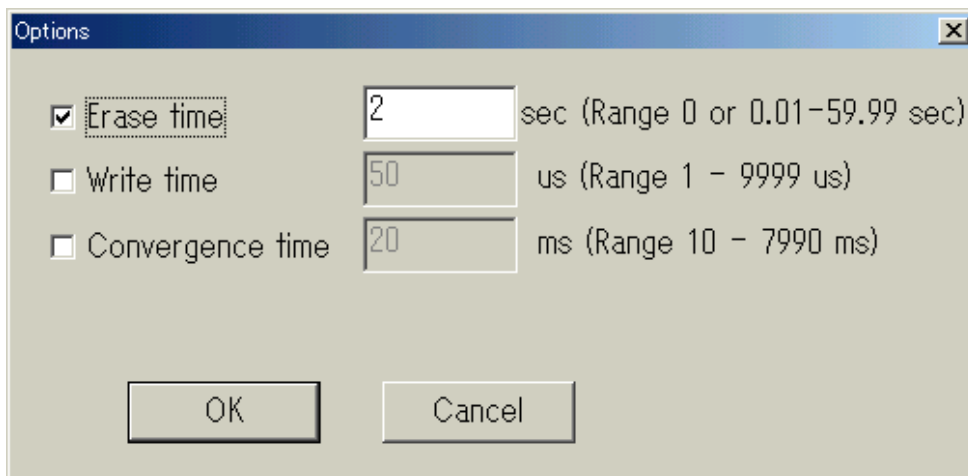 Options
Erase time 2 sec (Range 0 or 0.01-59.99 sec)
Write time 50 us (Range 1 - 9999 us)
Convergence time 20 ms (Range 10 - 7990 ms)
OK Cancel